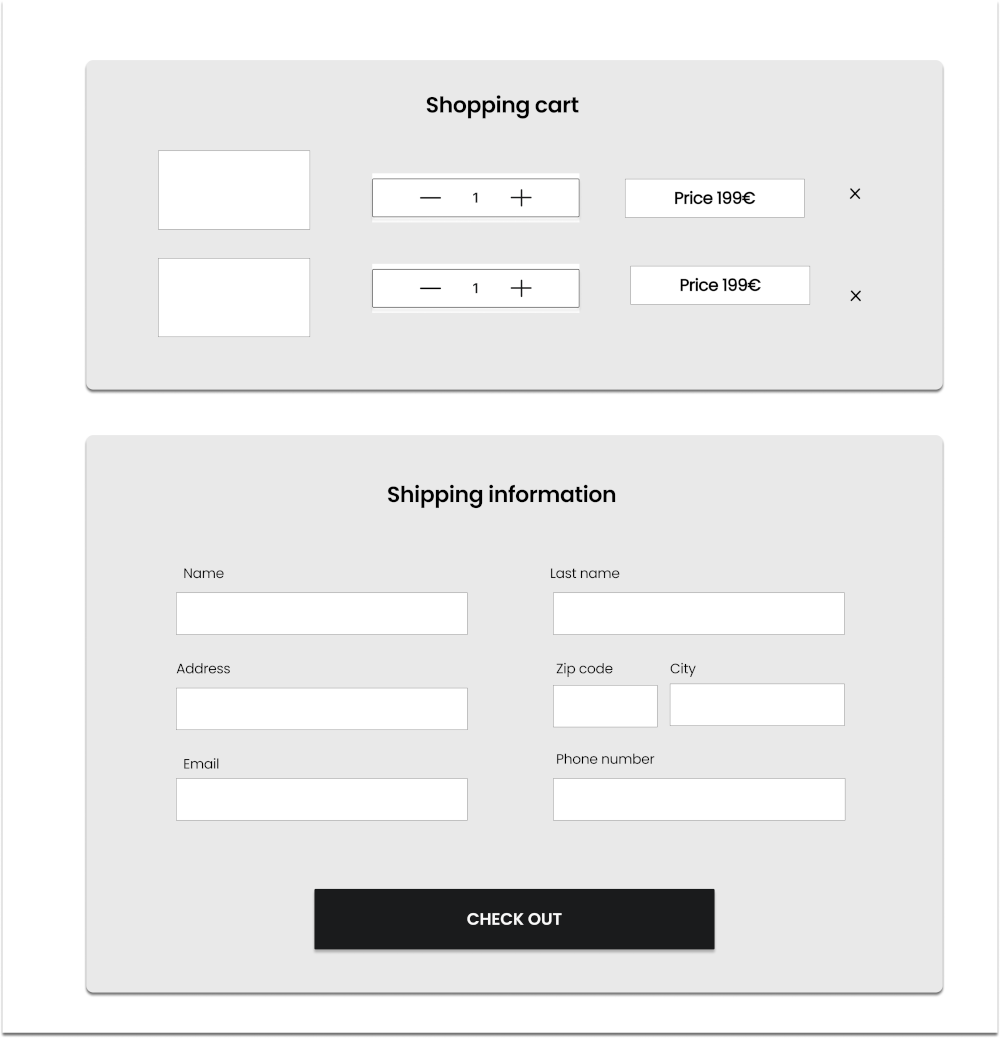 Shopping cart
1 Price 199€ ×
1 Price 199€ ×
Shipping information
Name Last name
Address Zip code City
Email Phone number
CHECK OUT